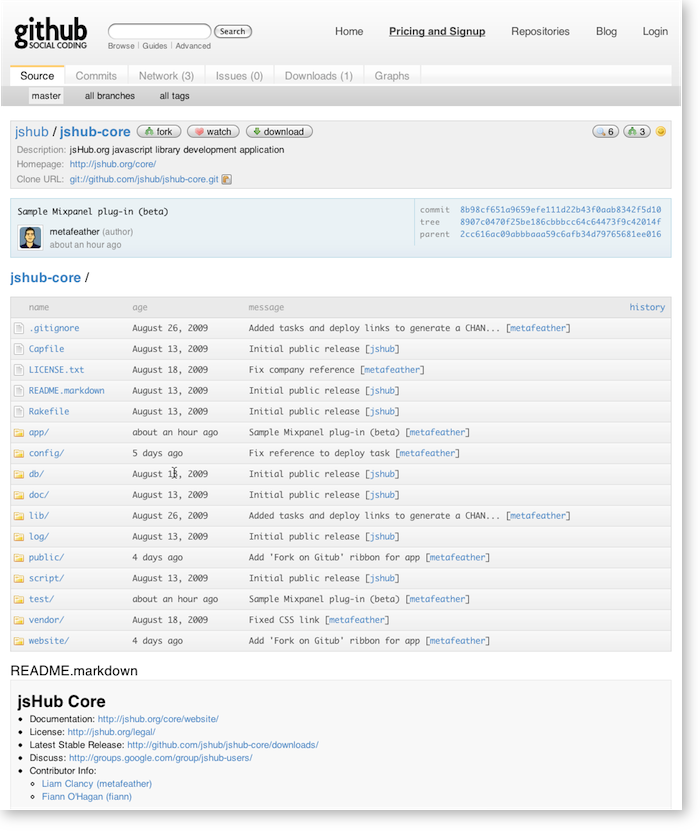 github
SOCIAL CODING
Search
Browse | Guides | Advanced
Home Pricing and Signup Repositories Blog Login
Source Commits Network (3) Issues (0) Downloads (1) Graphs
master all branches all tags
jshub / jshub-core fork watch download 6 3
Description: jsHub.org javascript library development application
Homepage: http://jshub.org/core/
Clone URL: git://github.com/jshub/jshub-core.git
Sample Mixpanel plug-in (beta)
metafeather (author)
about an hour ago
commit 8b98cf651a9659efe111d22b43f0aab8342f5d10
tree 8907c0470f25be186cbbbcc64c64473f9c42014f
parent 2cc616ac09abbbaaa59c6afb34d79765681ee016
jshub-core /
name age message history
.gitignore August 26, 2009 Added tasks and deploy links to generate a CHAN... [metafeather]
Capfile August 13, 2009 Initial public release [jshub]
LICENSE.txt August 18, 2009 Fix company reference [metafeather]
README.markdown August 13, 2009 Initial public release [jshub]
Rakefile August 13, 2009 Initial public release [jshub]
app/ about an hour ago Sample Mixpanel plug-in (beta) [metafeather]
config/ 5 days ago Fix reference to deploy task [metafeather]
db/ August 13, 2009 Initial public release [jshub]
doc/ August 13, 2009 Initial public release [jshub]
lib/ August 26, 2009 Added tasks and deploy links to generate a CHAN... [metafeather]
log/ August 13, 2009 Initial public release [jshub]
public/ 4 days ago Add 'Fork on Gitub' ribbon for app [metafeather]
script/ August 13, 2009 Initial public release [jshub]
test/ about an hour ago Sample Mixpanel plug-in (beta) [metafeather]
vendor/ August 18, 2009 Fixed CSS link [metafeather]
website/ 4 days ago Add 'Fork on Gitub' ribbon for app [metafeather]
README.markdown
jsHub Core
• Documentation: http://jshub.org/core/website/
• License: http://jshub.org/legal/
• Latest Stable Release: http://github.com/jshub/jshub-core/downloads/
• Discuss: http://groups.google.com/group/jshub-users/
• Contributor Info:
◦ Liam Clancy (metafeather)
◦ Fiann O'Hagan (fiann)